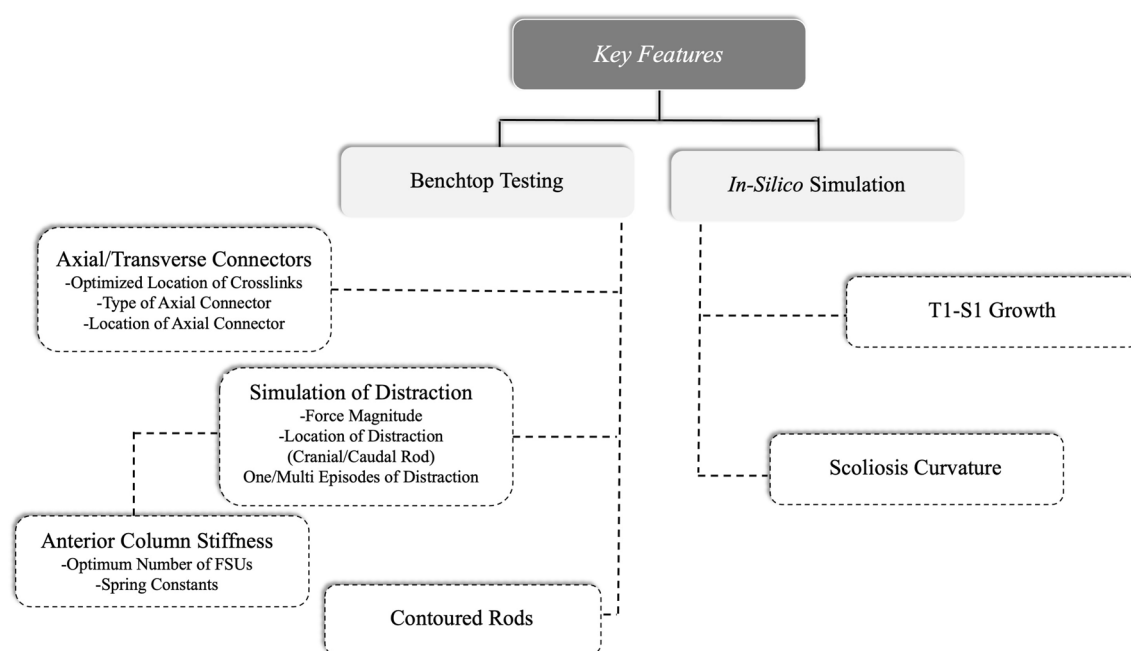 Key Features
Benchtop Testing
In-Silico Simulation
Axial/Transverse Connectors
-Optimized Location of Crosslinks
-Type of Axial Connector
-Location of Axial Connector
T1-S1 Growth
Simulation of Distraction
-Force Magnitude
-Location of Distraction
(Cranial/Caudal Rod)
One/Multi Episodes of Distraction
Scoliosis Curvature
Anterior Column Stiffness
-Optimum Number of FSUs
-Spring Constants
Contoured Rods